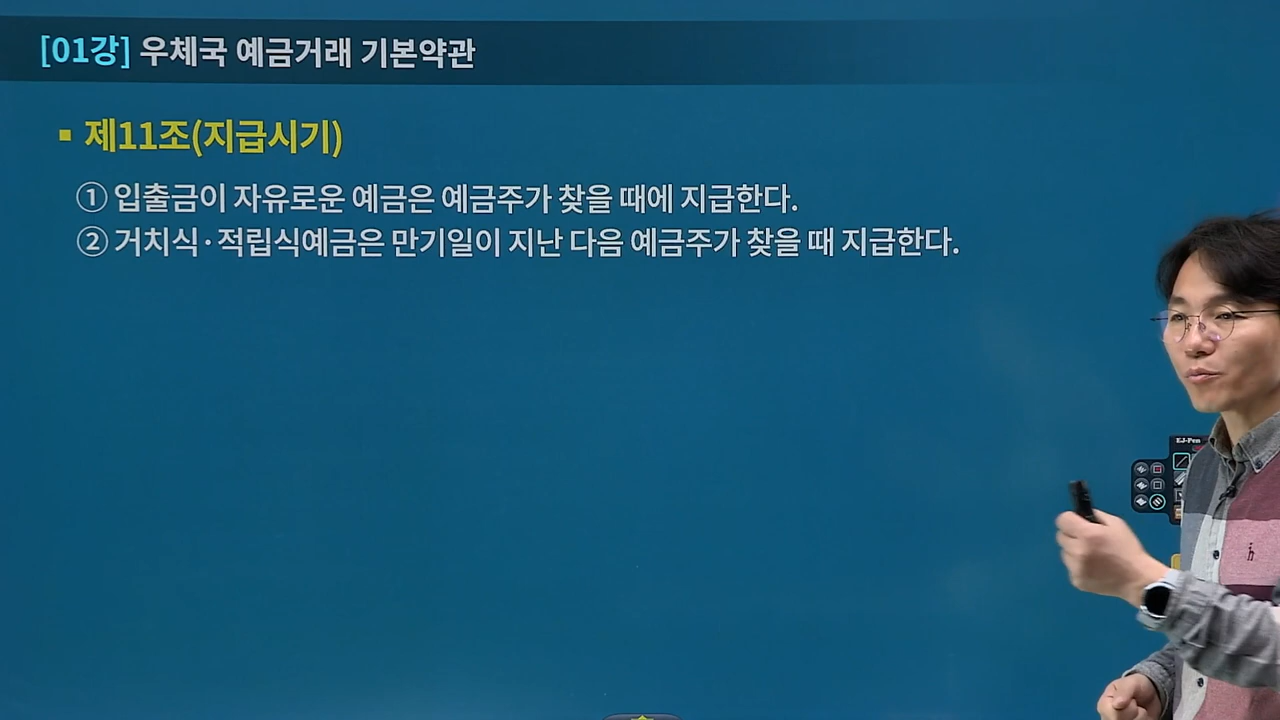 [01강] 우체국 예금거래 기본약관
▪ 제11조(지급시기)
① 입출금이 자유로운 예금은 예금주가 찾을 때에 지급한다.
② 거치식·적립식예금은 만기일이 지난 다음 예금주가 찾을 때 지급한다.
EJ-Pen
h